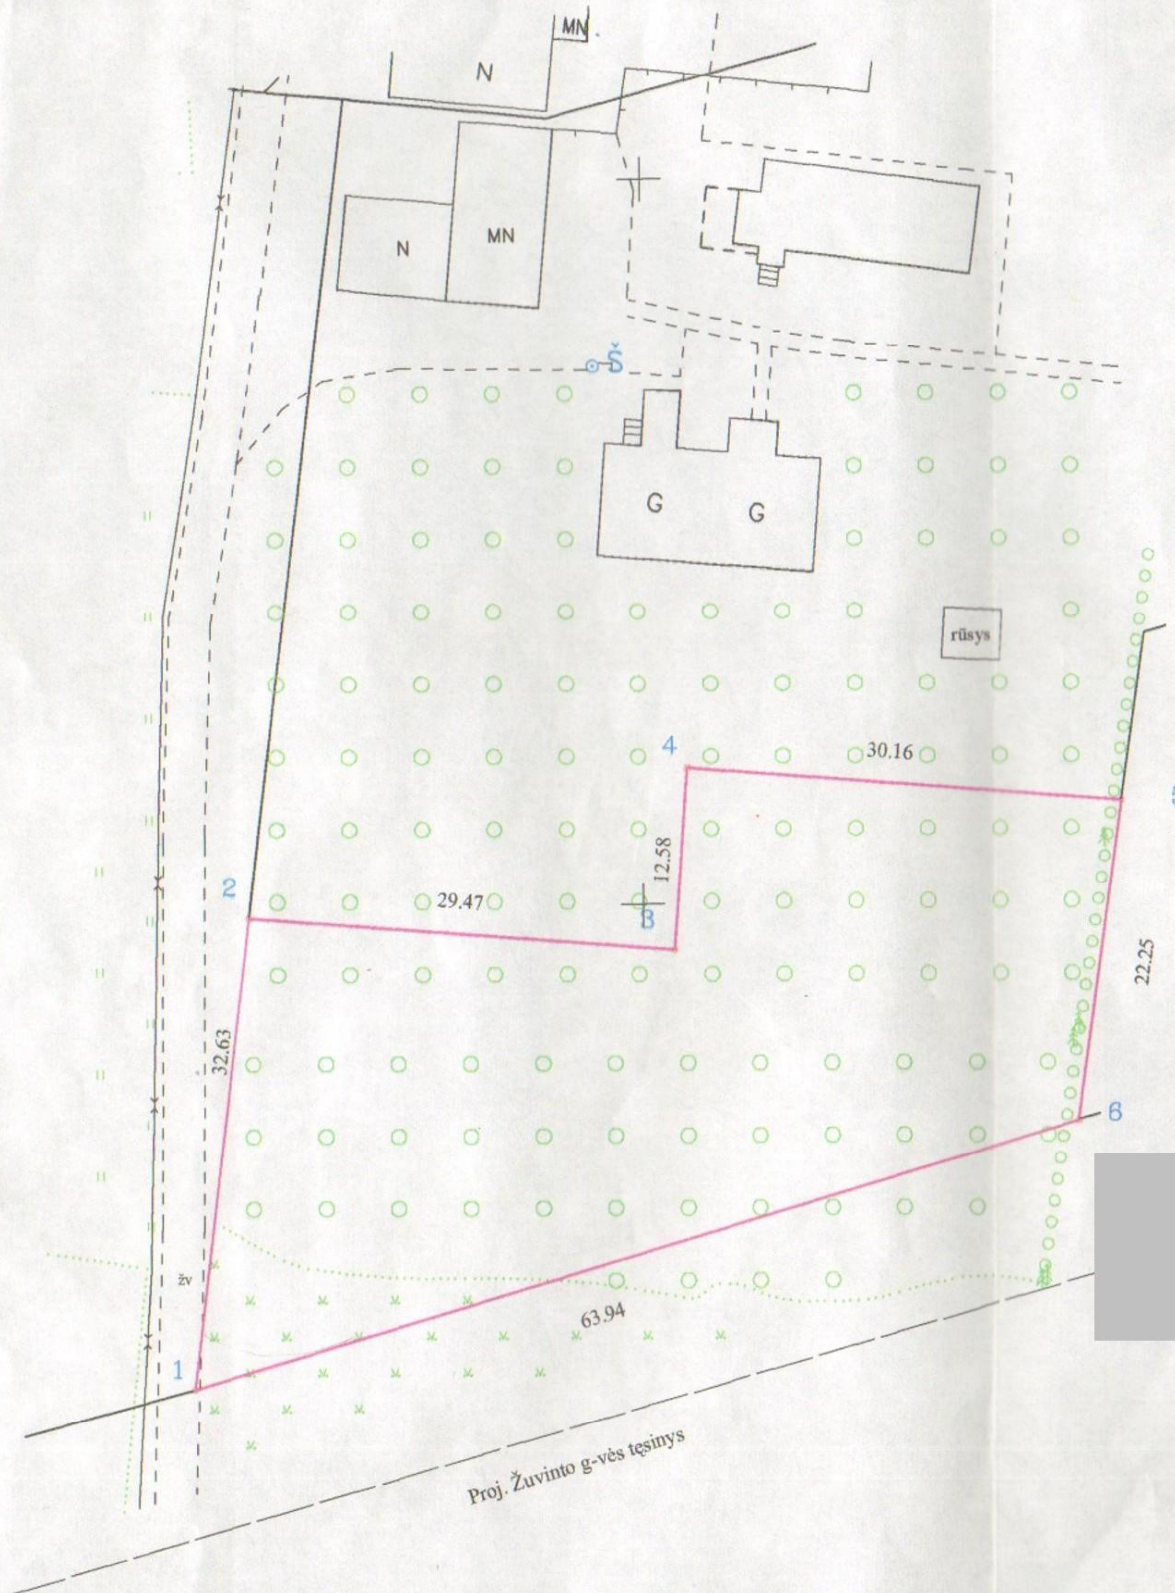 MN
N
MN
N
Š
G
G
rūsys
4
30.16
12.58
2
29.47
3
22.25
32.63
6
žv
63.94
1
Proj. Žuvinto g-vės tęsinys